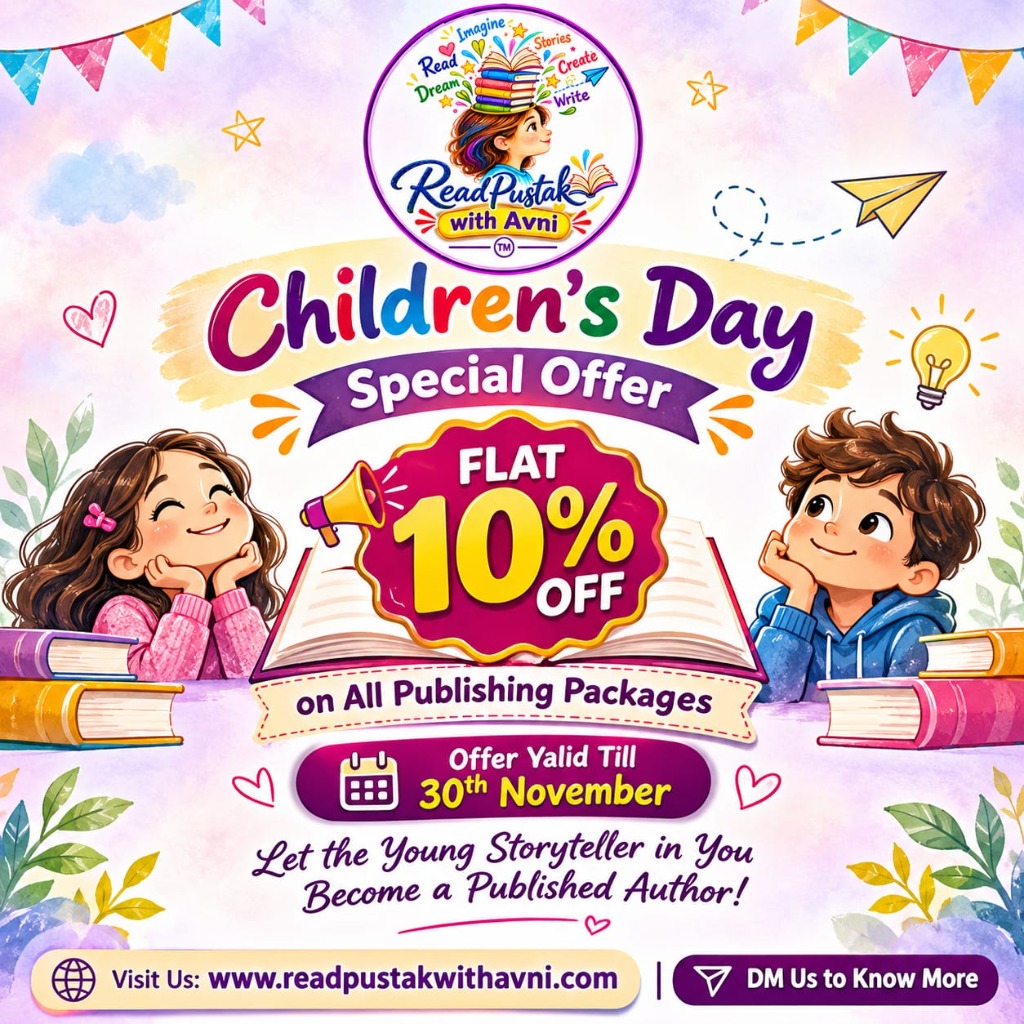 Imagine
Read
Stories
Dream
Create
Write
ReadPustak
with Avni
TM
Children's Day
Special Offer
FLAT
10%
OFF
on All Publishing Packages
Offer Valid Till
30th November
Let the Young Storyteller in You
Become a Published Author!
Visit Us: www.readpustakwithavni.com | DM Us to Know More